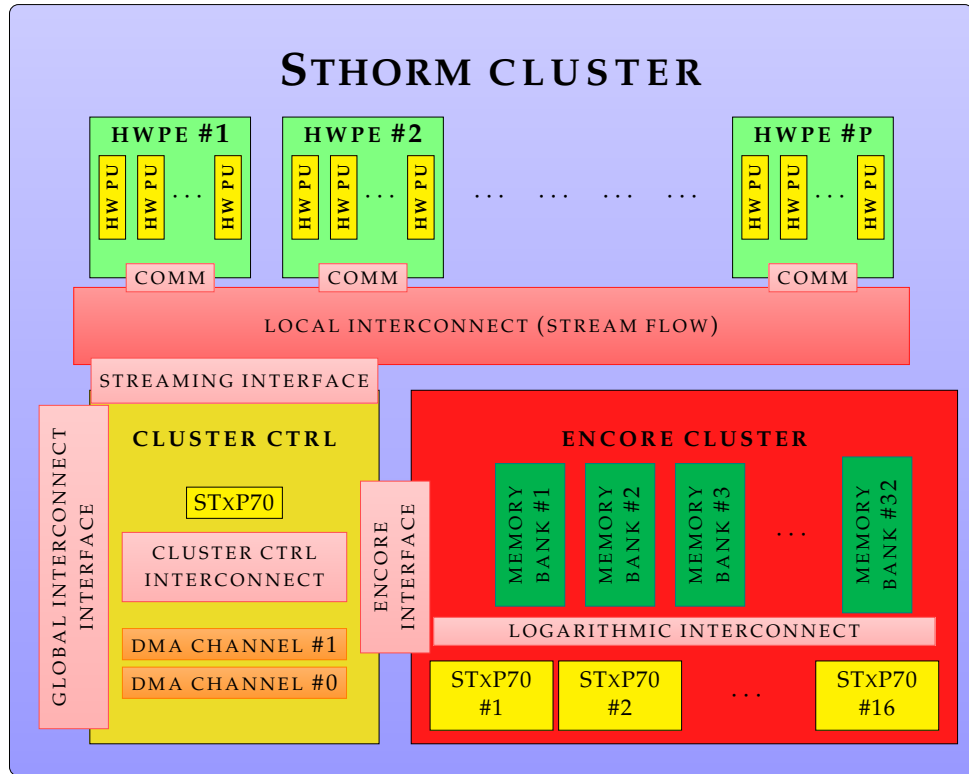 STHORM CLUSTER
HWPE #1
HWPE #2
HWPE #P
HW PU
HW PU
...
HW PU
HW PU
HW PU
...
HW PU
... ... ... ...
HW PU
HW PU
...
HW PU
COMM
COMM
COMM
LOCAL INTERCONNECT (STREAM FLOW)
STREAMING INTERFACE
GLOBAL INTERCONNECT
INTERFACE
CLUSTER CTRL
STxP70
CLUSTER CTRL
INTERCONNECT
DMA CHANNEL #1
DMA CHANNEL #0
ENCORE
INTERFACE
ENCORE CLUSTER
MEMORY
BANK #1
MEMORY
BANK #2
MEMORY
BANK #3
...
MEMORY
BANK #32
LOGARITHMIC INTERCONNECT
STxP70
#1
STxP70
#2
...
STxP70
#16